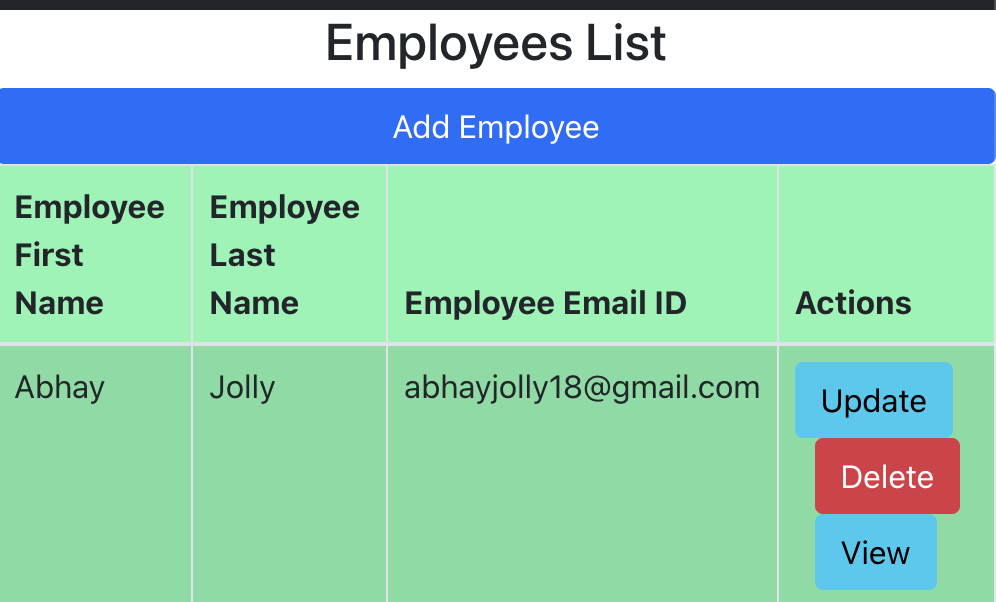 Employees List
Add Employee
Employee
First
Name
Employee
Last
Name
Employee Email ID
Actions
Abhay
Jolly
abhayjolly18@gmail.com
Update
Delete
View